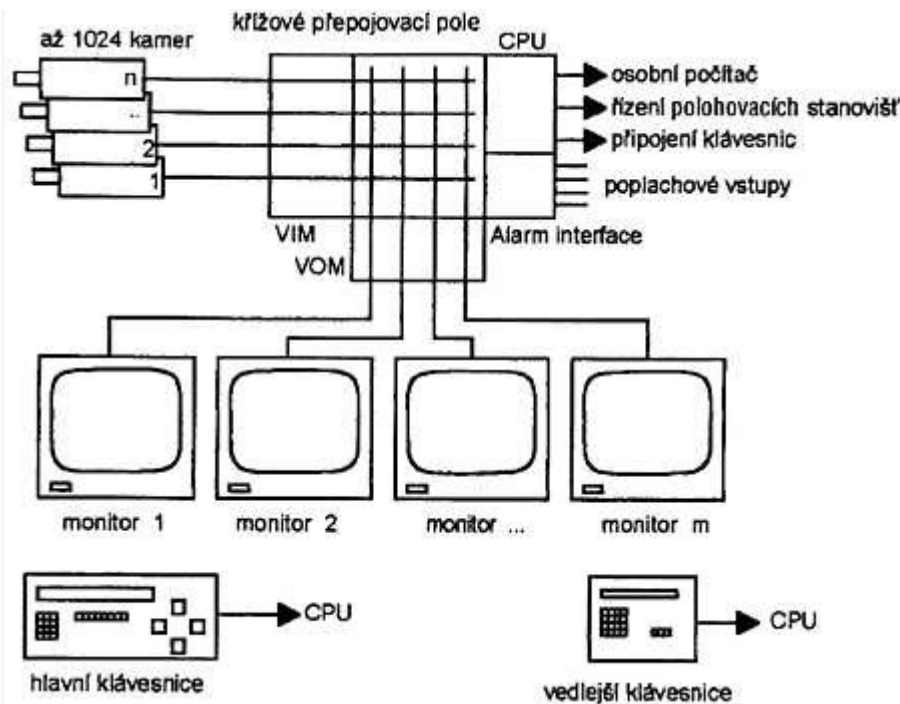 křížové přepojovací pole
až 1024 kamer
CPU
n
osobní počítač
...
řízení polohovacích stanovišť
2
připojení klávesnic
1
poplachové vstupy
VIM
Alarm interface
VOM
monitor 1
monitor 2
monitor ...
monitor m
CPU
CPU
hlavní klávesnice
vedlejší klávesnice